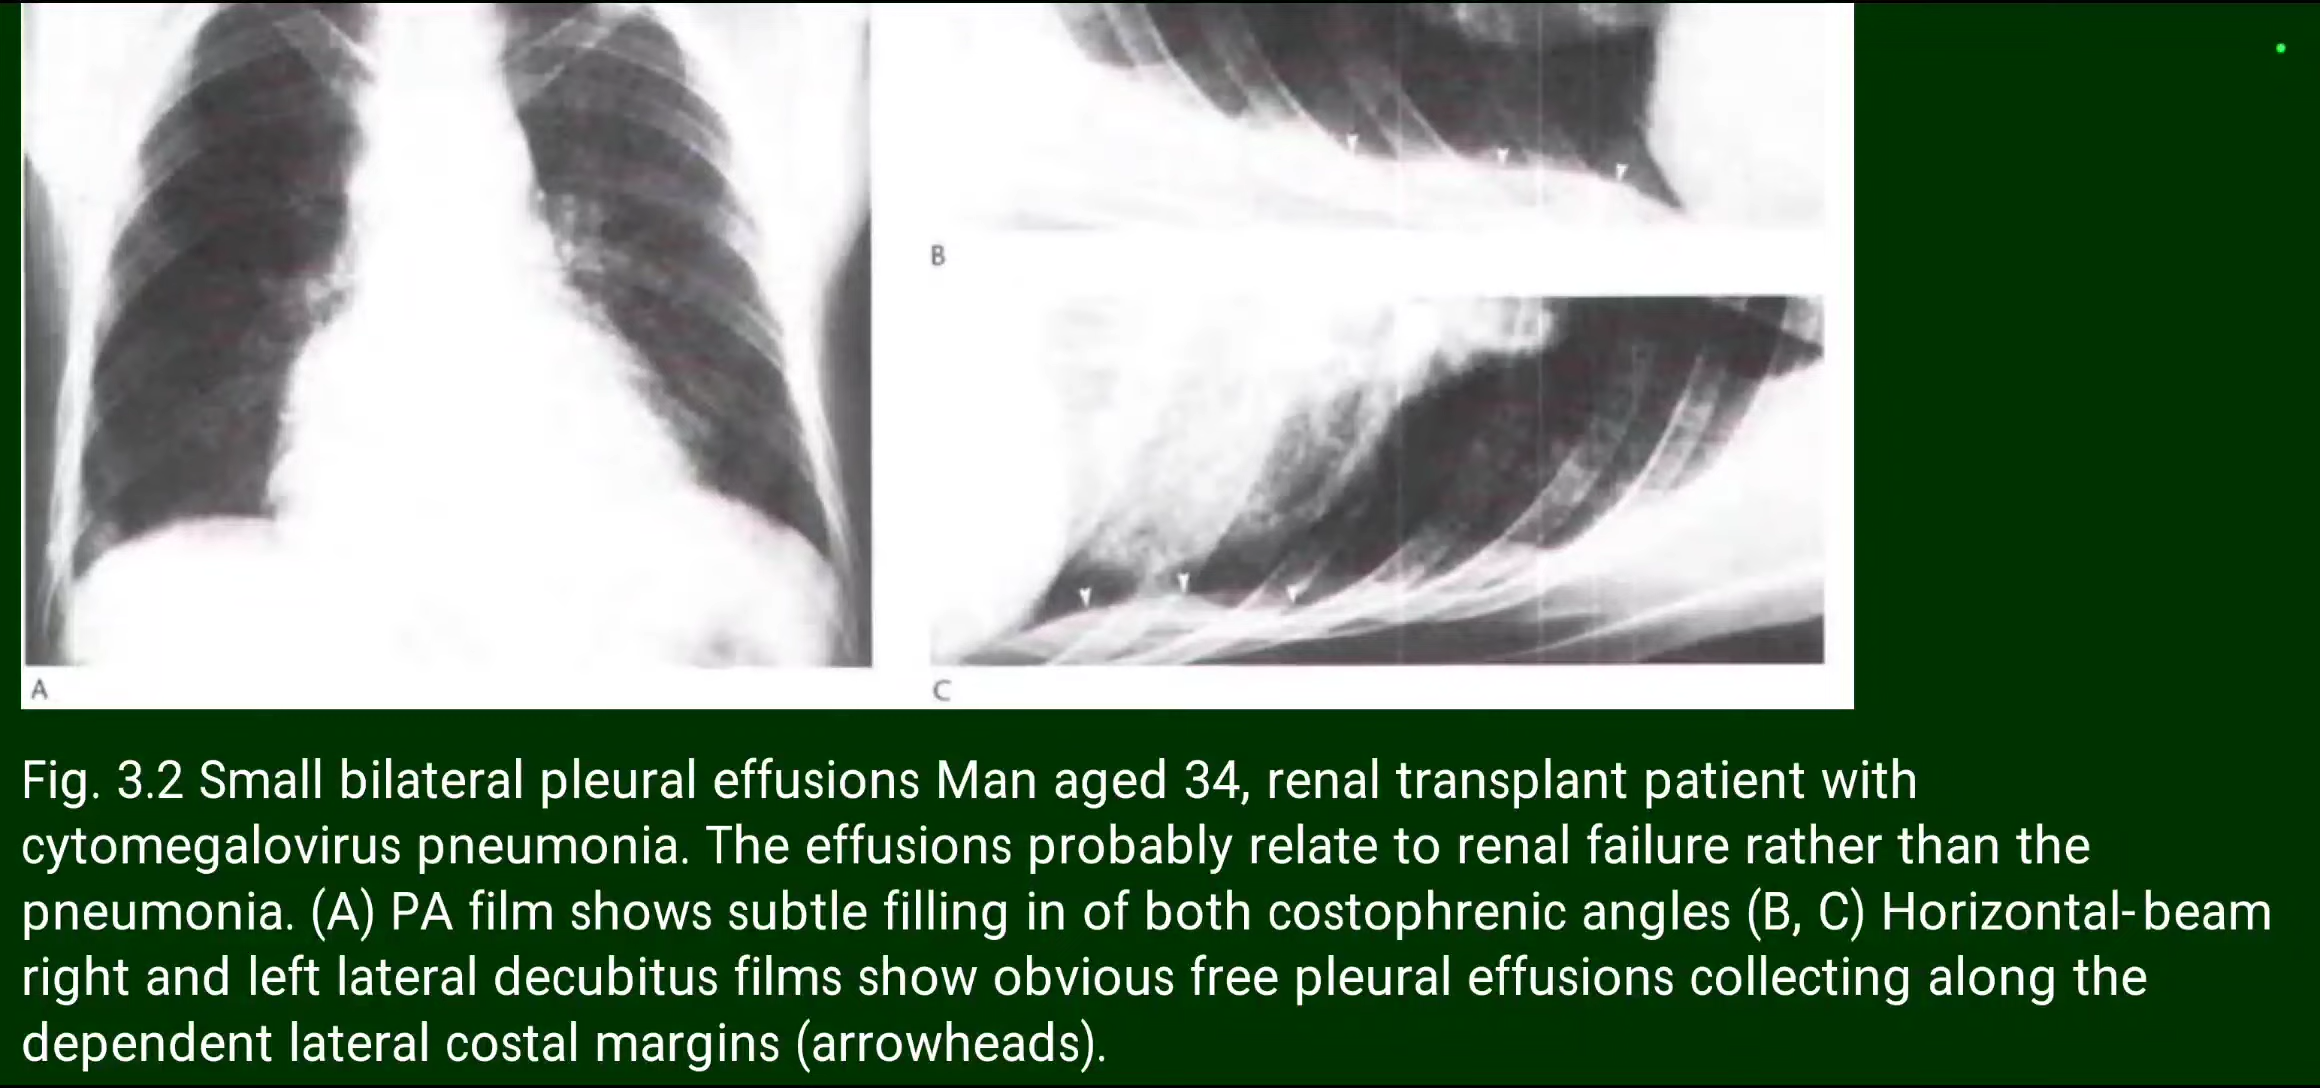 B
A
C
Fig. 3.2 Small bilateral pleural effusions Man aged 34, renal transplant patient with
cytomegalovirus pneumonia. The effusions probably relate to renal failure rather than the
pneumonia. (A) PA film shows subtle filling in of both costophrenic angles (B, C) Horizontal-beam
right and left lateral decubitus films show obvious free pleural effusions collecting along the
dependent lateral costal margins (arrowheads).